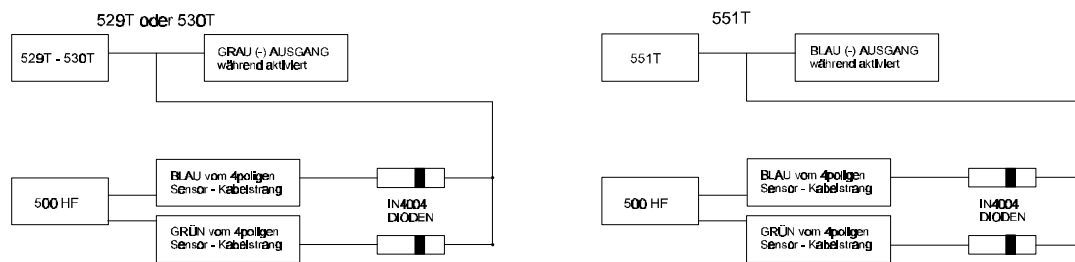 529T oder 530T
529T - 530T
GRAU (-) AUSGANG
während aktiviert
500 HF
BLAU vom 4poligen
Sensor - Kabelstrang
GRÜN vom 4poligen
Sensor - Kabelstrang
IN4004
DIODEN
551T
551T
BLAU (-) AUSGANG
während aktiviert
500 HF
BLAU vom 4poligen
Sensor - Kabelstrang
GRÜN vom 4poligen
Sensor - Kabelstrang
IN4004
DIODEN